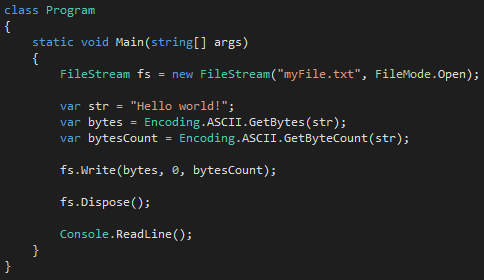 class Program
{
    static void Main(string[] args)
    {
        FileStream fs = new FileStream("myFile.txt", FileMode.Open);

        var str = "Hello world!";
        var bytes = Encoding.ASCII.GetBytes(str);
        var bytesCount = Encoding.ASCII.GetByteCount(str);

        fs.Write(bytes, 0, bytesCount);

        fs.Dispose();

        Console.ReadLine();
    }
}